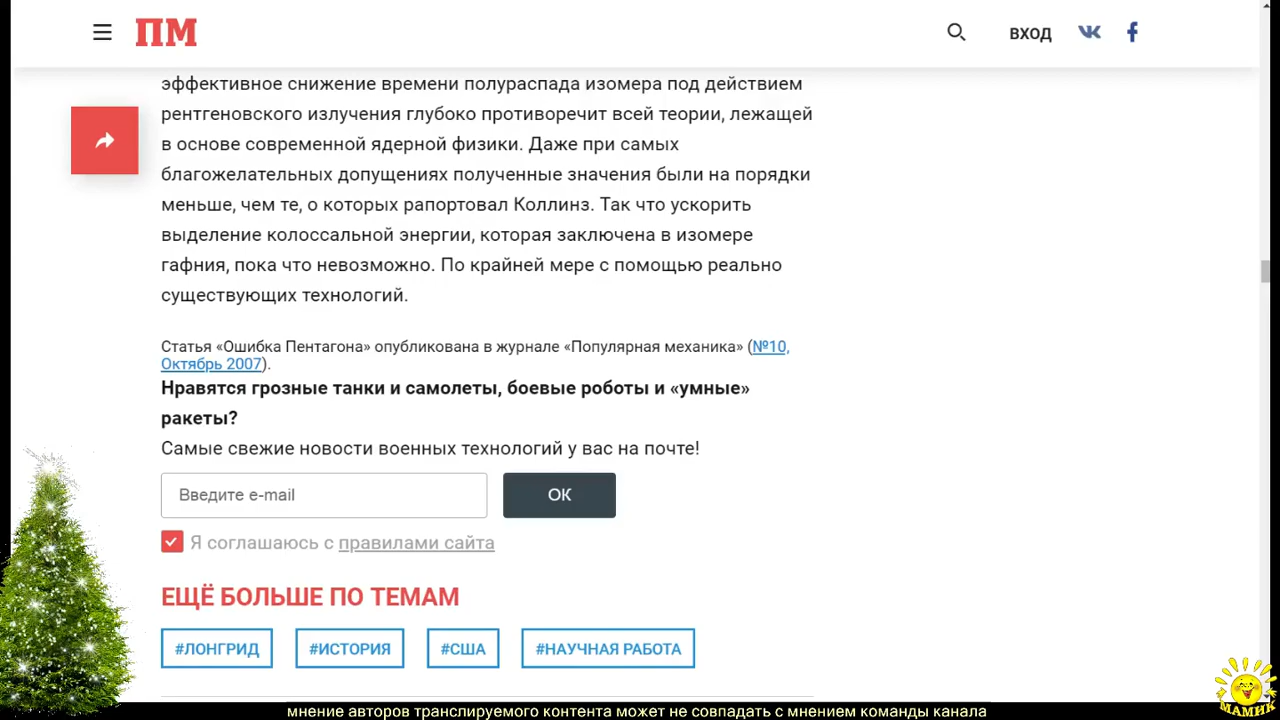 ПМ
ВХОД
эффективное снижение времени полураспада изомера под действием
рентгеновского излучения глубоко противоречит всей теории, лежащей
в основе современной ядерной физики. Даже при самых
благожелательных допущениях полученные значения были на порядки
меньше, чем те, о которых рапортовал Коллинз. Так что ускорить
выделение колоссальной энергии, которая заключена в изомере
гафния, пока что невозможно. По крайней мере с помощью реально
существующих технологий.
Статья «Ошибка Пентагона» опубликована в журнале «Популярная механика» (№10,
Октябрь 2007).
Нравятся грозные танки и самолеты, боевые роботы и «умные»
ракеты?
Самые свежие новости военных технологий у вас на почте!
Введите e-mail
ОК
Я соглашаюсь с правилами сайта
ЕЩЁ БОЛЬШЕ ПО ТЕМАМ
#ЛОНГРИД #ИСТОРИЯ #США #НАУЧНАЯ РАБОТА
МАМИК
мнение авторов транслируемого контента может не совпадать с мнением команды канала